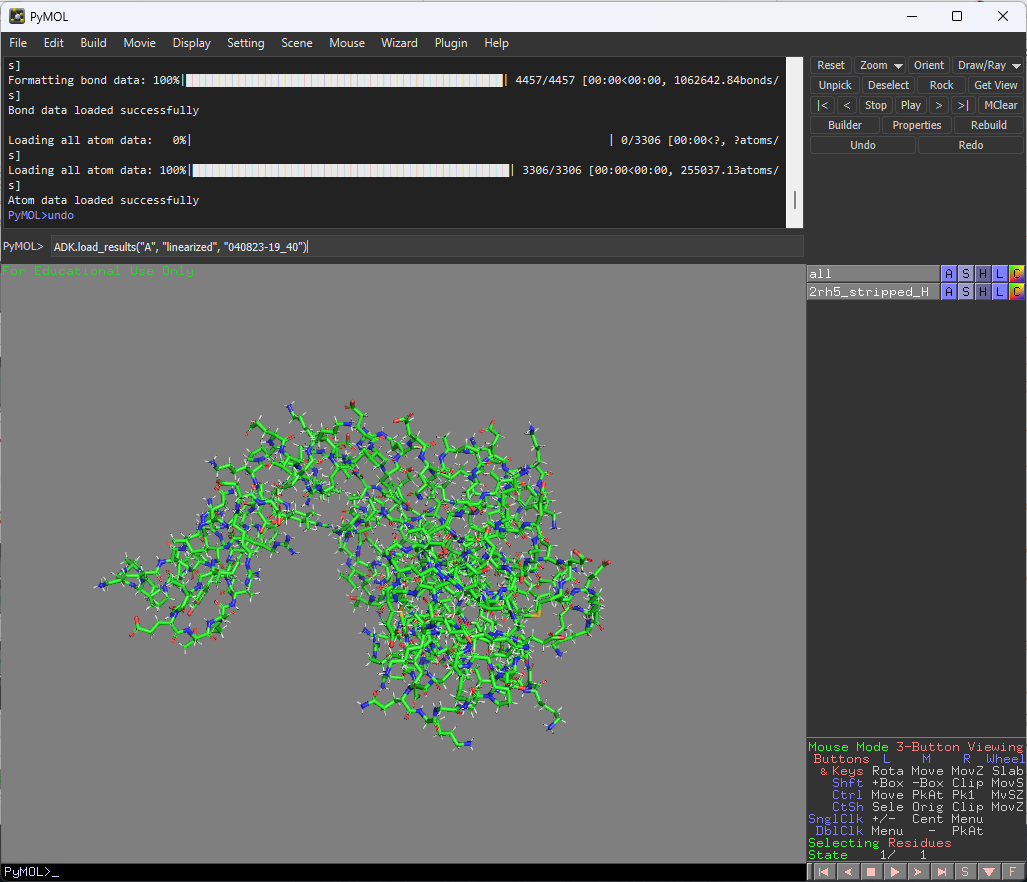 PyMOL
File Edit Build Movie Display Setting Scene Mouse Wizard Plugin Help
s]
Formatting bond data: 100%| | 4457/4457 [00:00<00:00, 1062642.84bonds/
s]
Bond data loaded successfully
Loading all atom data: 0%| | 0/3306 [00:00<?, ?atoms/
s]
Loading all atom data: 100%| | 3306/3306 [00:00<00:00, 255037.13atoms/
s]
Atom data loaded successfully
PyMOL>undo
PyMOL> ADK.load_results("A", "linearized", "040823-19_40")
Reset Zoom Orient Draw/Ray
Unpick Deselect Rock Get View
|< < Stop Play > >| MClear
Builder Properties Rebuild
Undo Redo
For Educational Use Only
all A S H L C
2rh5_stripped_H A S H L C
Mouse Mode 3-Button Viewing
Buttons L M R Wheel
& Keys Rota Move MovZ Slab
Shft +Box -Box Clip MovS
Ctrl Move PkAt Pk1 MvSZ
CtSh Sele Orig Clip MovZ
SnglClk +/- Cent Menu
DblClk Menu - PkAt
Selecting Residues
State 1/ 1
PyMOL>_
S F